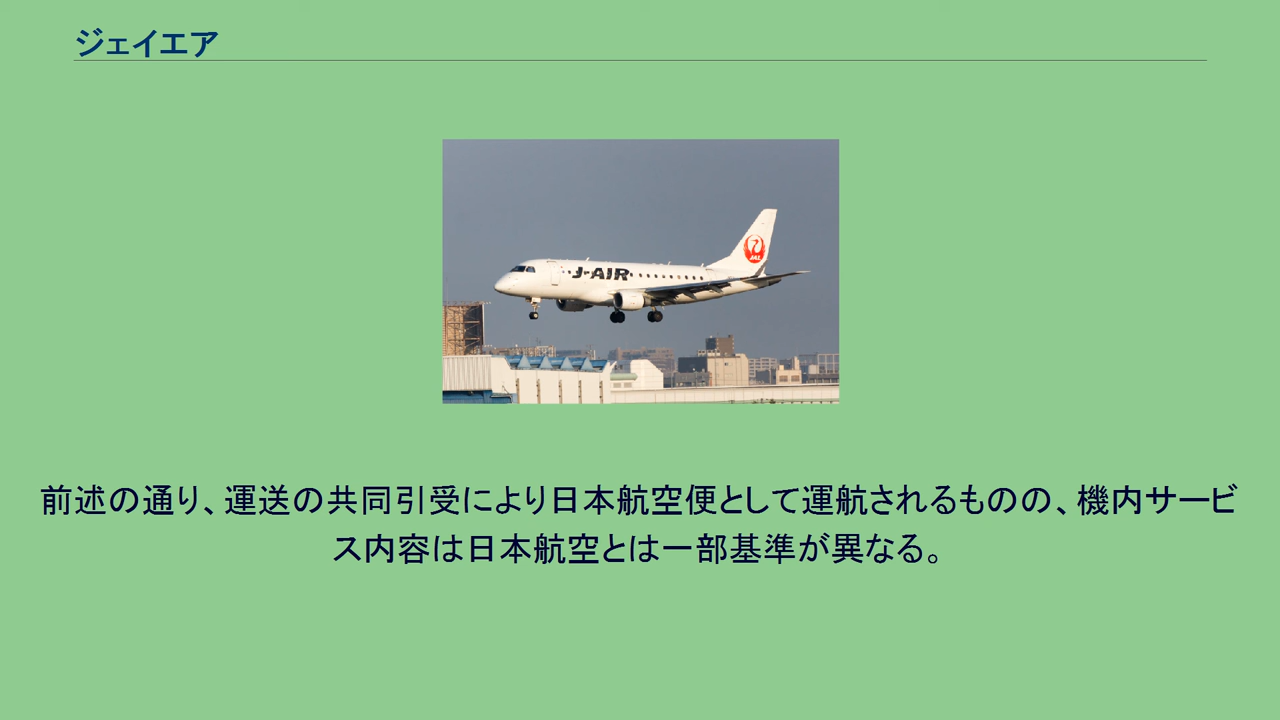 ジェイエア
J-AIR
JAL
前述の通り、運送の共同引受により日本航空便として運航されるものの、機内サービ
ス内容は日本航空とは一部基準が異なる。